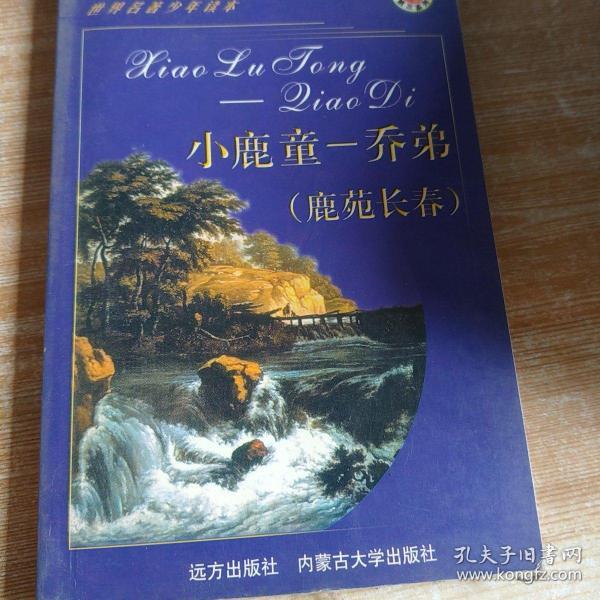 世界名著少年读本
Xiao Lu Tong
— Qiao Di
小鹿童－乔弟
（鹿苑长春）
远方出版社 内蒙古大学出版社
孔夫子旧书网
www.kongfz.com